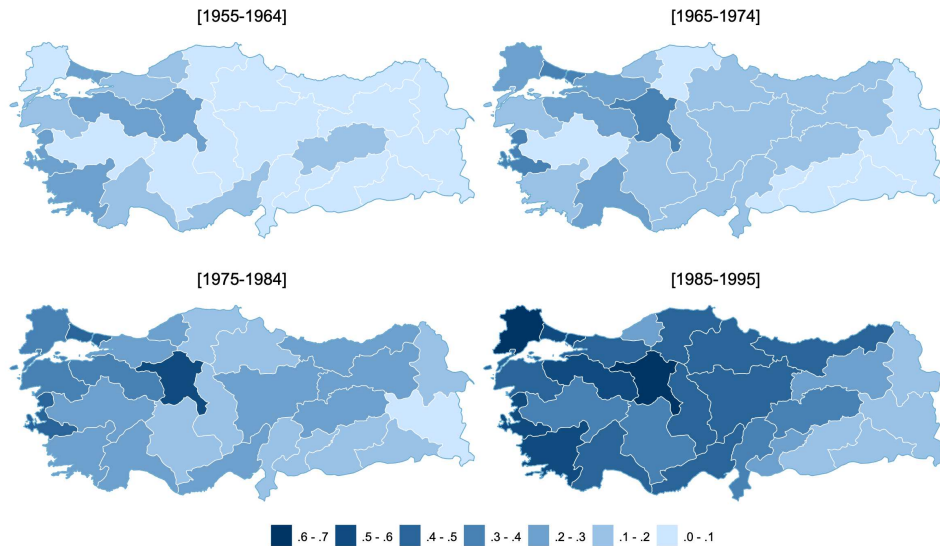 [1955-1964] [1965-1974]
[1975-1984] [1985-1995]
.6 - .7 .5 - .6 .4 - .5 .3 - .4 .2 - .3 .1 - .2 .0 - .1